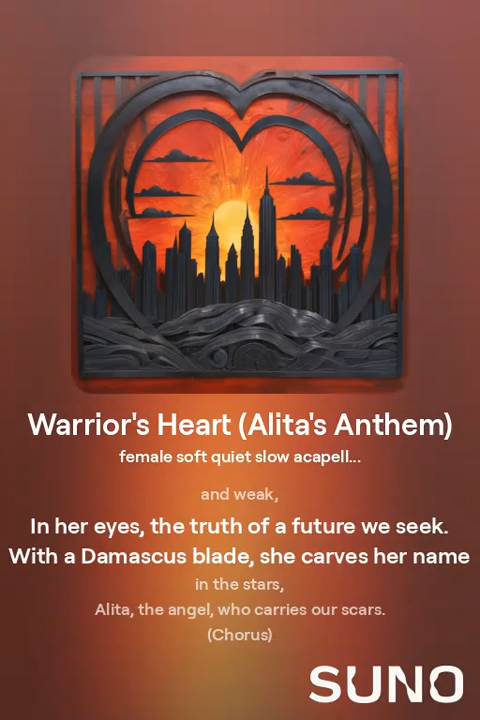 Warrior's Heart (Alita's Anthem)
female soft quiet slow acapell...
and weak,
In her eyes, the truth of a future we seek.
With a Damascus blade, she carves her name
in the stars,
Alita, the angel, who carries our scars.
(Chorus)
SUNO